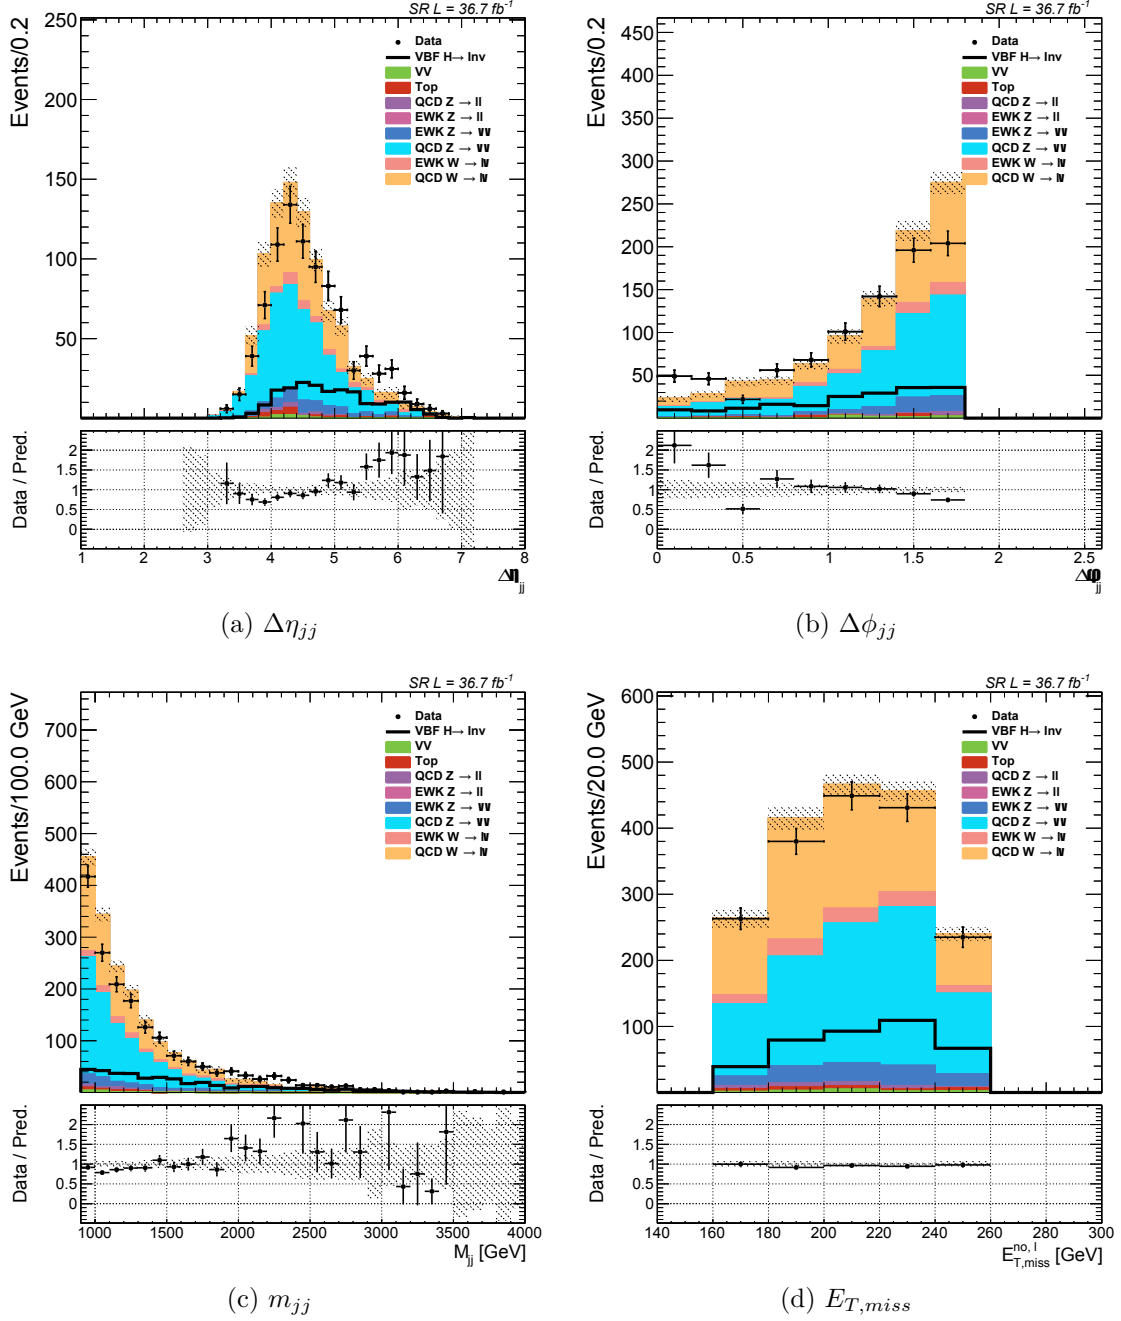 SR L = 36.7 fb⁻¹
Events/0.2
250
200
150
100
50
Data
VBF H→ Inv
VV
Top
QCD Z → ll
EWK Z → ll
EWK Z → νν
QCD Z → νν
EWK W → lν
QCD W → lν
Data / Pred.
2
1.5
1
0.5
0
1 2 3 4 5 6 7 8
Δη_jj
(a) Δη_jj
SR L = 36.7 fb⁻¹
Events/0.2
450
400
350
300
250
200
150
100
50
Data
VBF H→ Inv
VV
Top
QCD Z → ll
EWK Z → ll
EWK Z → νν
QCD Z → νν
EWK W → lν
QCD W → lν
Data / Pred.
2
1.5
1
0.5
0
0 0.5 1 1.5 2 2.5
Δφ_jj
(b) Δϕ_jj
SR L = 36.7 fb⁻¹
Events/100.0 GeV
700
600
500
400
300
200
100
Data
VBF H→ Inv
VV
Top
QCD Z → ll
EWK Z → ll
EWK Z → νν
QCD Z → νν
EWK W → lν
QCD W → lν
Data / Pred.
2
1.5
1
0.5
0
1000 1500 2000 2500 3000 3500 4000
M_jj [GeV]
(c) m_jj
SR L = 36.7 fb⁻¹
Events/20.0 GeV
600
500
400
300
200
100
Data
VBF H→ Inv
VV
Top
QCD Z → ll
EWK Z → ll
EWK Z → νν
QCD Z → νν
EWK W → lν
QCD W → lν
Data / Pred.
2
1.5
1
0.5
0
140 160 180 200 220 240 260 280 300
E_T,miss^no, l [GeV]
(d) E_T,miss